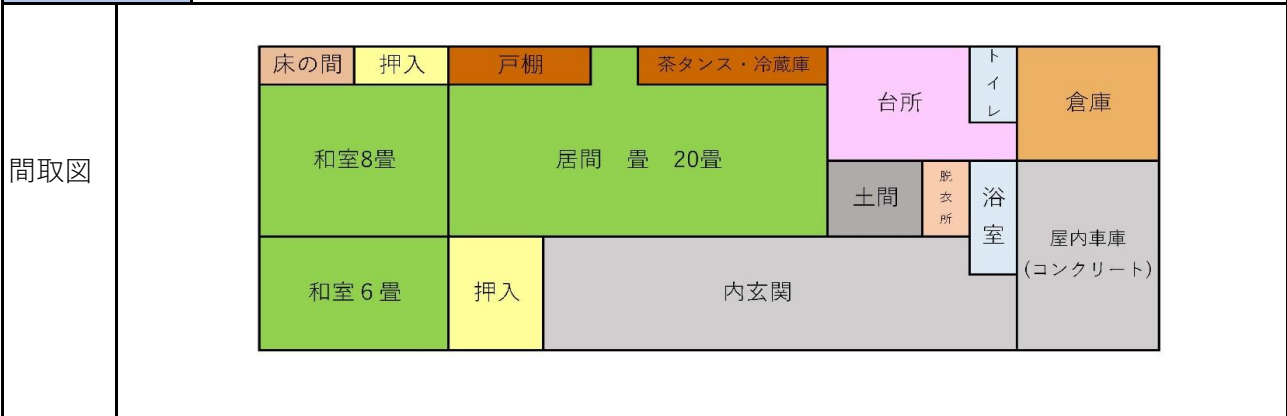 間取図
床の間
押入
戸棚
茶タンス・冷蔵庫
台所
トイレ
倉庫
和室8畳
居間　畳　20畳
土間
脱衣所
浴室
屋内車庫
(コンクリート)
和室６畳
押入
内玄関